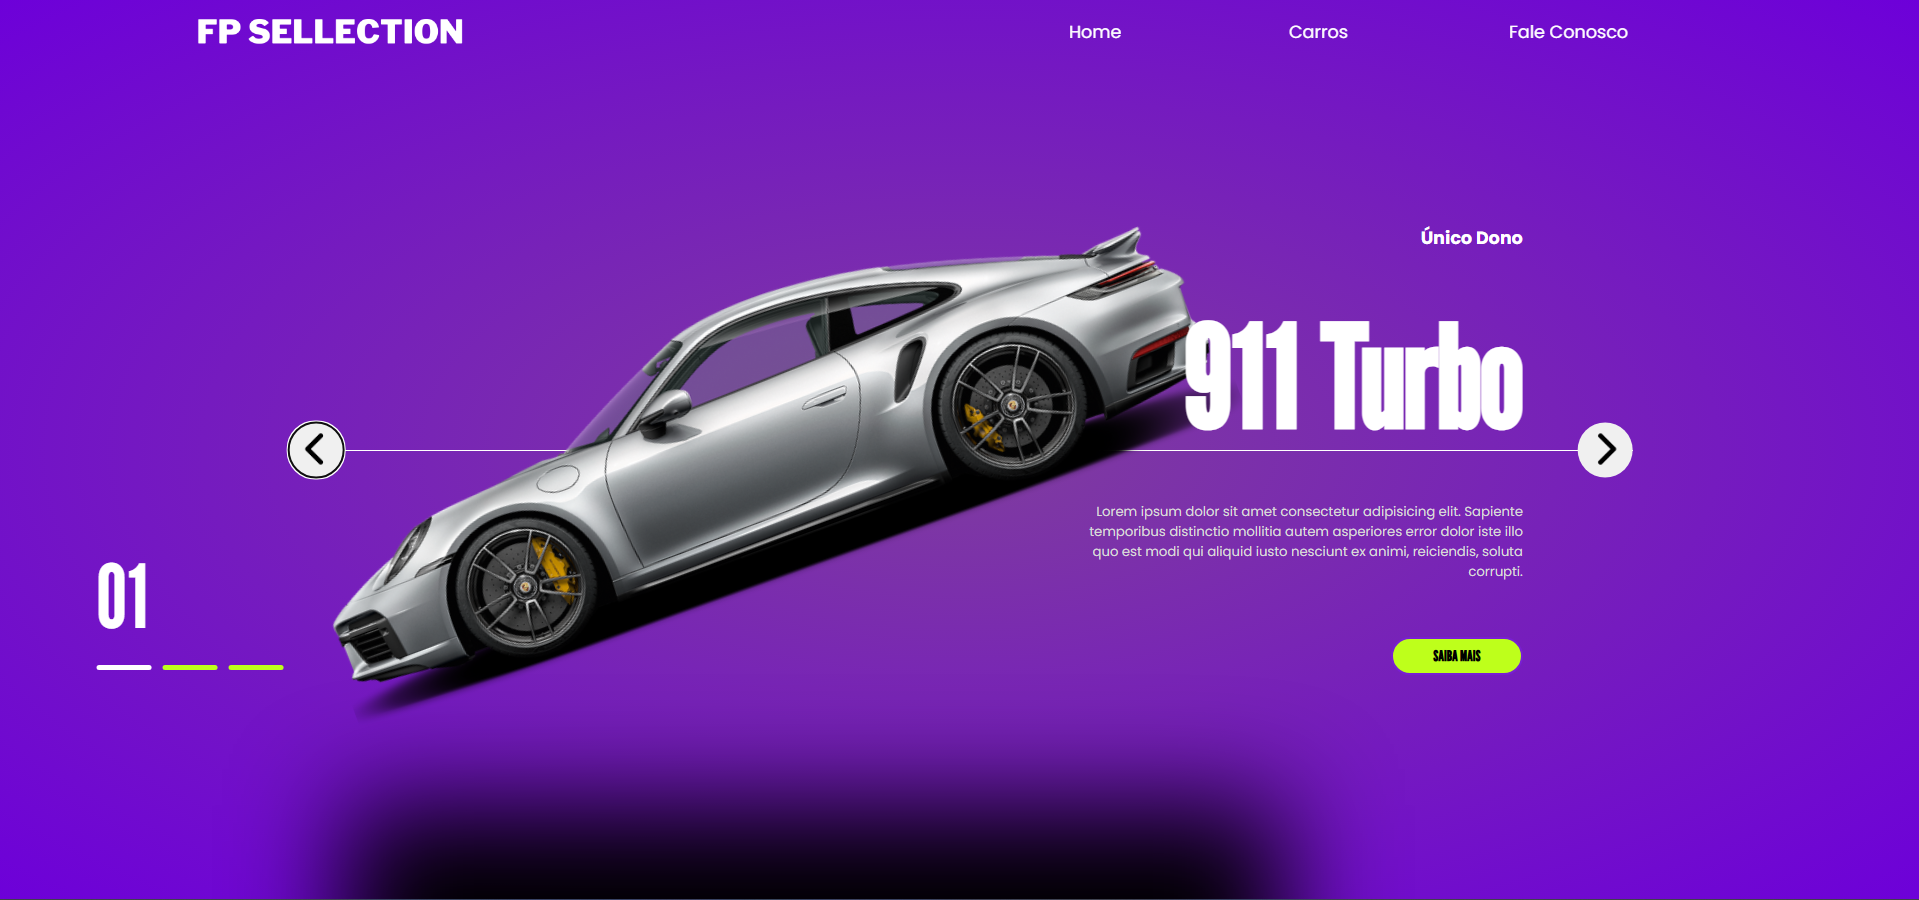 FP SELLECTION
Home
Carros
Fale Conosco
Único Dono
911 Turbo
Lorem ipsum dolor sit amet consectetur adipisicing elit. Sapiente
temporibus distinctio mollitia autem asperiores error dolor iste illo
quo est modi qui aliquid iusto nesciunt ex animi, reiciendis, soluta
corrupti.
01
SAIBA MAIS